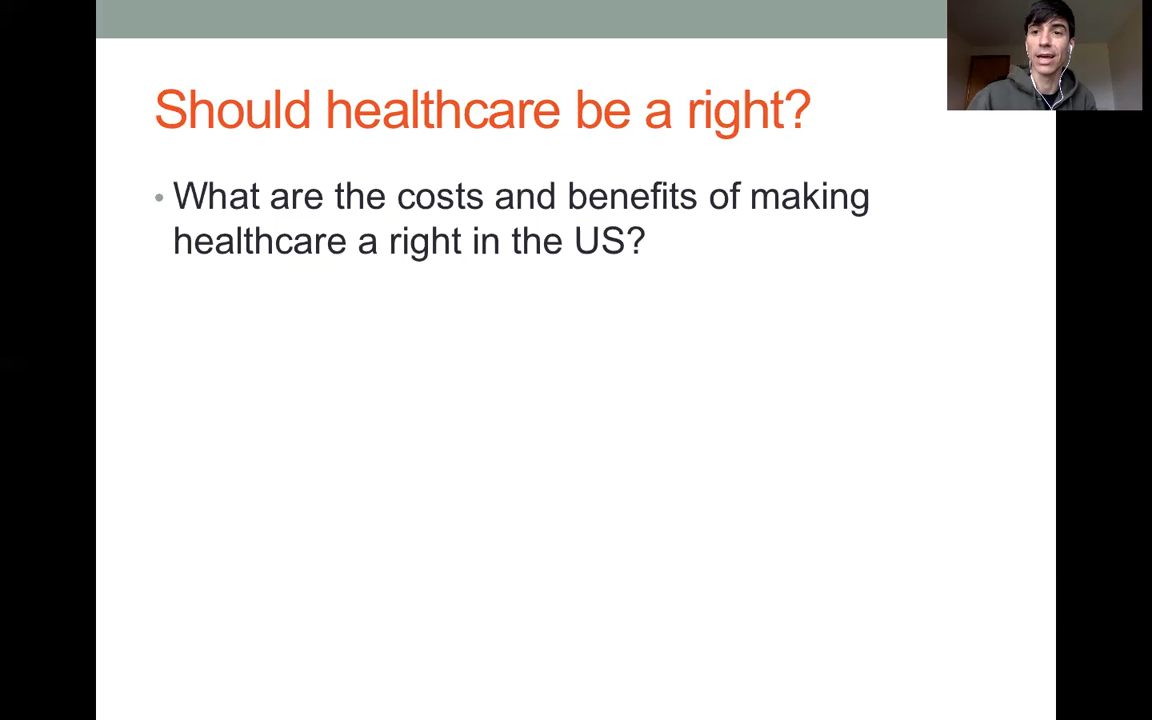 Should healthcare be a right?
• What are the costs and benefits of making
healthcare a right in the US?